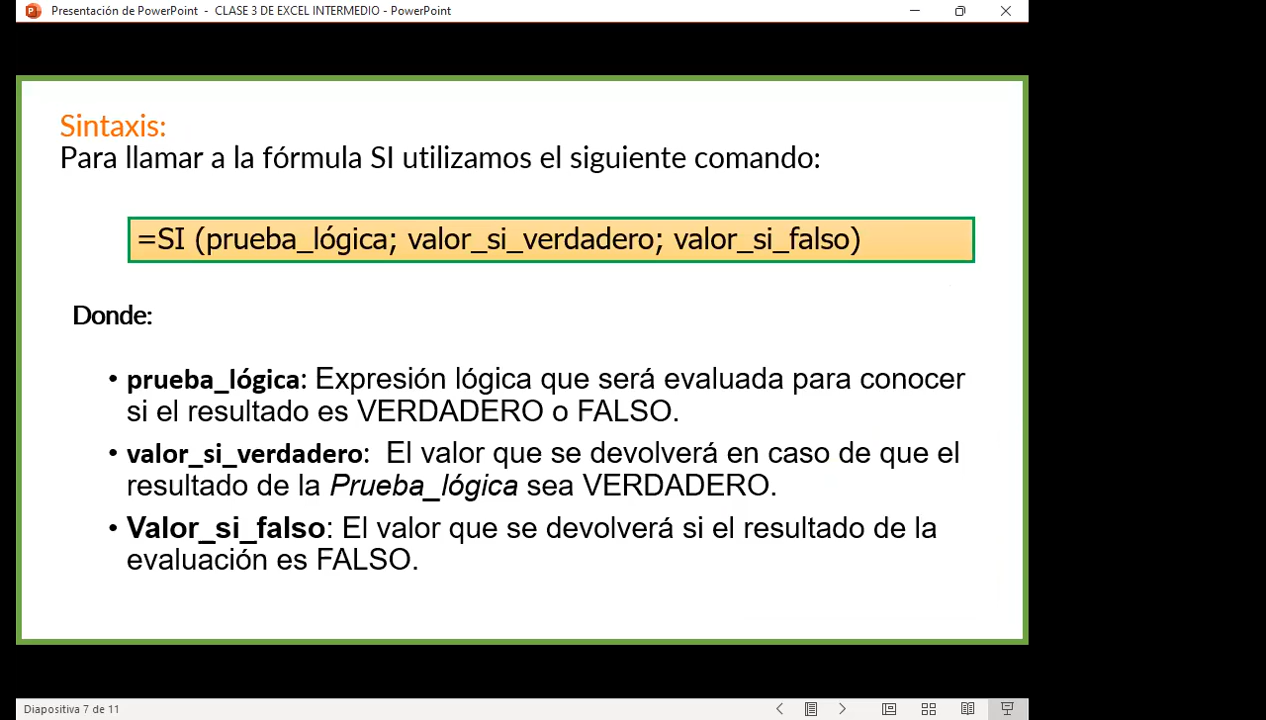 Presentación de PowerPoint - CLASE 3 DE EXCEL INTERMEDIO - PowerPoint
Sintaxis:
Para llamar a la fórmula SI utilizamos el siguiente comando:
=SI (prueba_lógica; valor_si_verdadero; valor_si_falso)
Donde:
• prueba_lógica: Expresión lógica que será evaluada para conocer
si el resultado es VERDADERO o FALSO.
• valor_si_verdadero: El valor que se devolverá en caso de que el
resultado de la Prueba_lógica sea VERDADERO.
• Valor_si_falso: El valor que se devolverá si el resultado de la
evaluación es FALSO.
Diapositiva 7 de 11